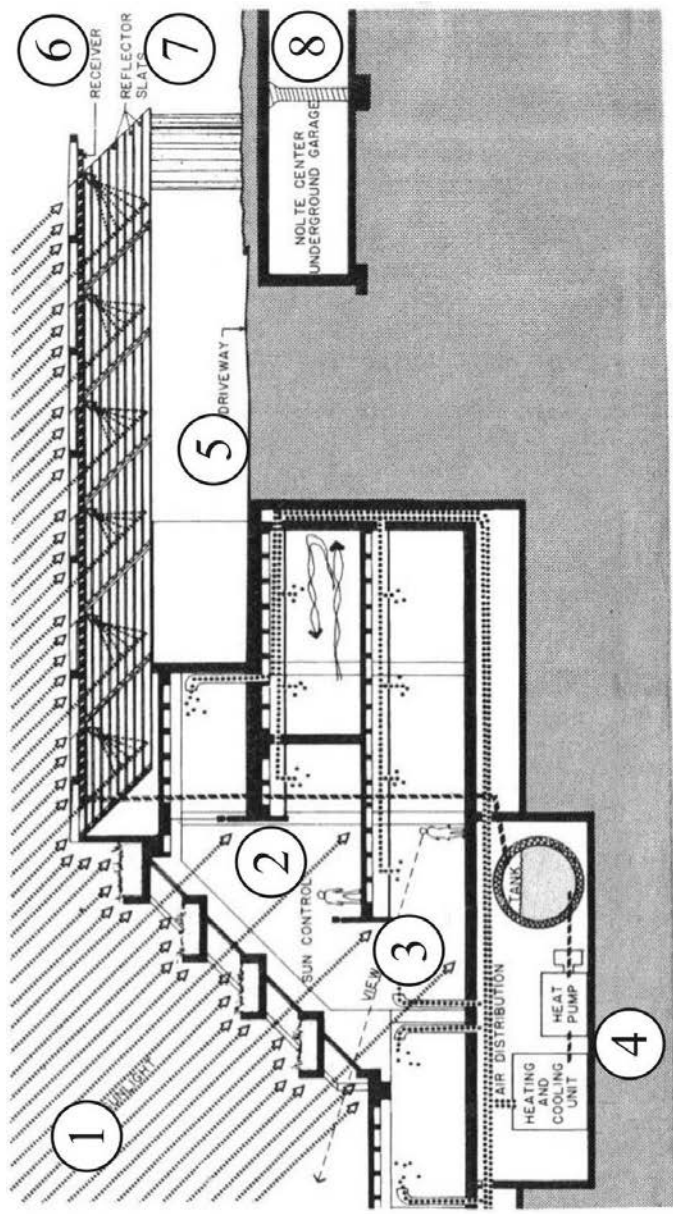 6
RECEIVER
REFLECTOR
SLATS
7
1
UNLIGHT
2
SUN CONTROL
3
VIEW
5
DRIVEWAY
8
NOLTE CENTER
UNDERGROUND GARAGE
AIR DISTRIBUTION
HEATING
AND
COOLING
UNIT
HEAT
PUMP
TANK
4